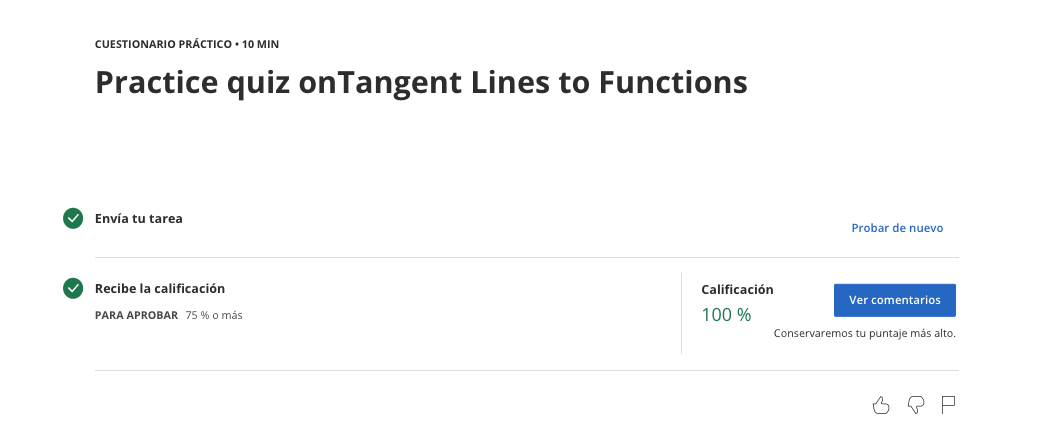 CUESTIONARIO PRÁCTICO • 10 MIN
Practice quiz onTangent Lines to Functions
Envía tu tarea
Probar de nuevo
Recibe la calificación
PARA APROBAR 75 % o más
Calificación
100 %
Ver comentarios
Conservaremos tu puntaje más alto.